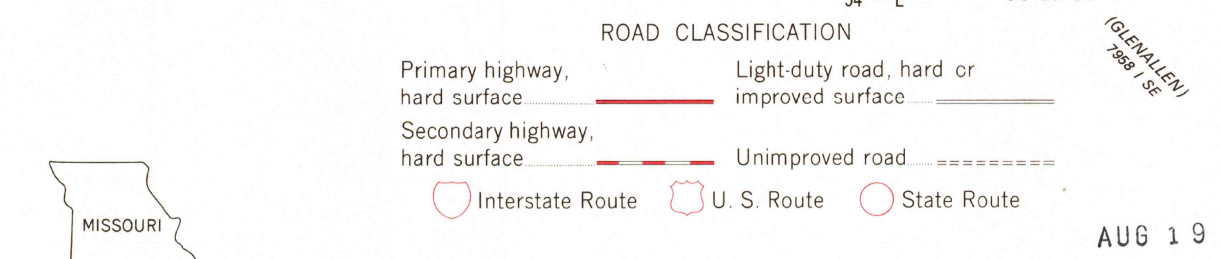 ROAD CLASSIFICATION
Primary highway,
hard surface
Light-duty road, hard or
improved surface
Secondary highway,
hard surface
Unimproved road
Interstate Route
U. S. Route
State Route
(GLENALLEN)
7958 I SE
MISSOURI
AUG 19